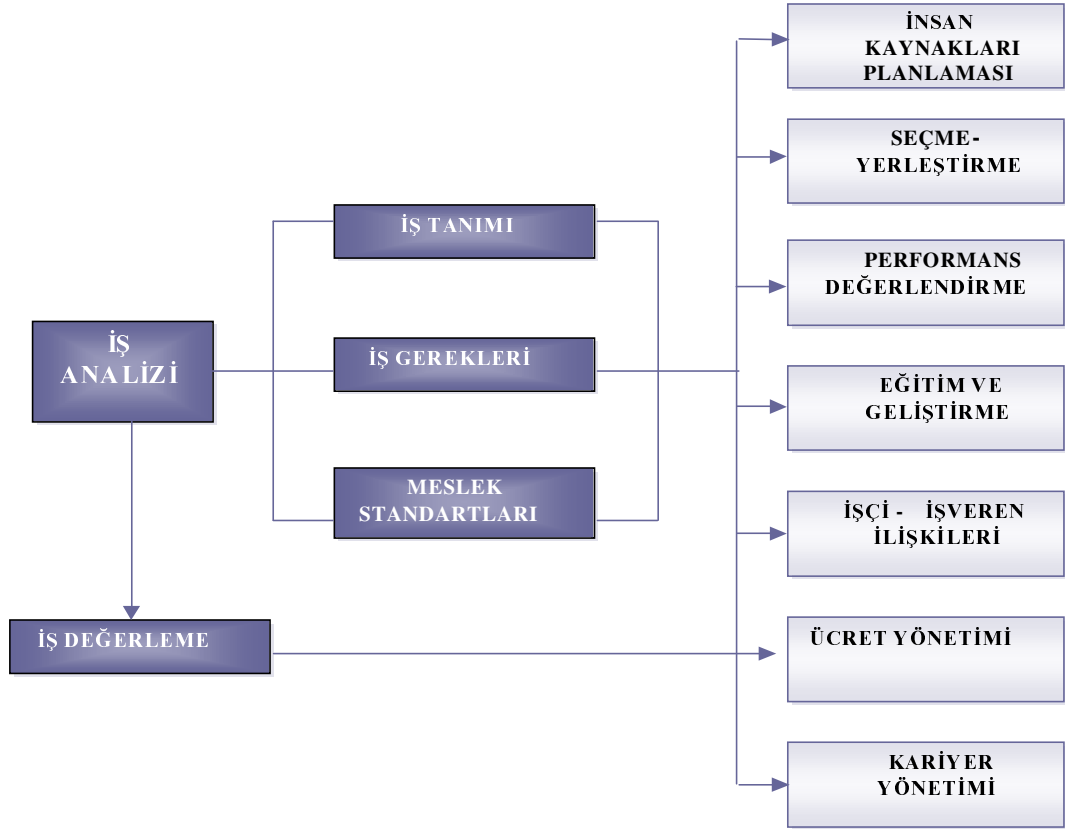 İŞ
ANALİZİ
İŞ DEĞERLEME
İŞ TANIMI
İŞ GEREKLERİ
MESLEK
STANDARTLARI
İNSAN
KAYNAKLARI
PLANLAMASI
SEÇME-
YERLEŞTİRME
PERFORMANS
DEĞERLENDİRME
EĞİTİM VE
GELİŞTİRME
İŞÇİ - İŞVEREN
İLİŞKİLERİ
ÜCRET YÖNETİMİ
KARİYER
YÖNETİMİ